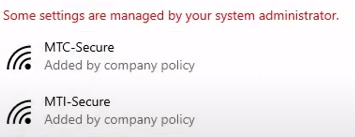 Some settings are managed by your system administrator.
MTC-Secure
Added by company policy
MTI-Secure
Added by company policy